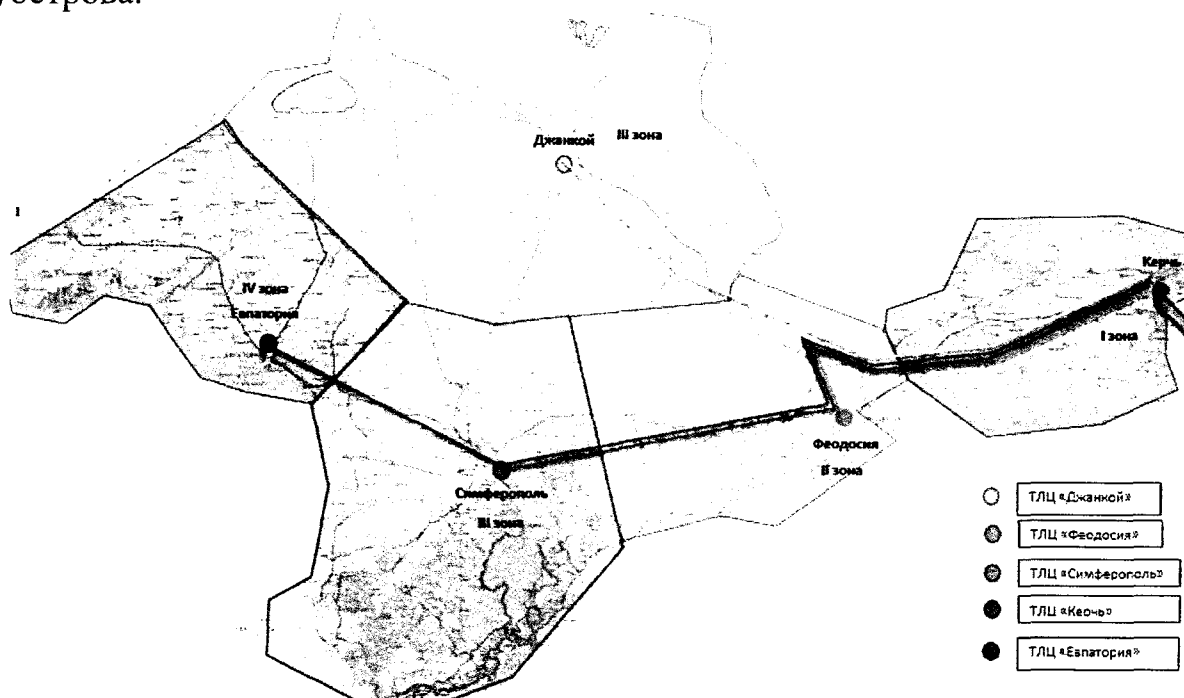 уострова.
Джанкой III зона
I
Керчь
IV зона
Евпатория
I зона
Феодосия
II зона
Симферополь
III зона
ТЛЦ «Джанкой»
ТЛЦ «Феодосия»
ТЛЦ «Симферополь»
ТЛЦ «Керчь»
ТЛЦ «Евпатория»